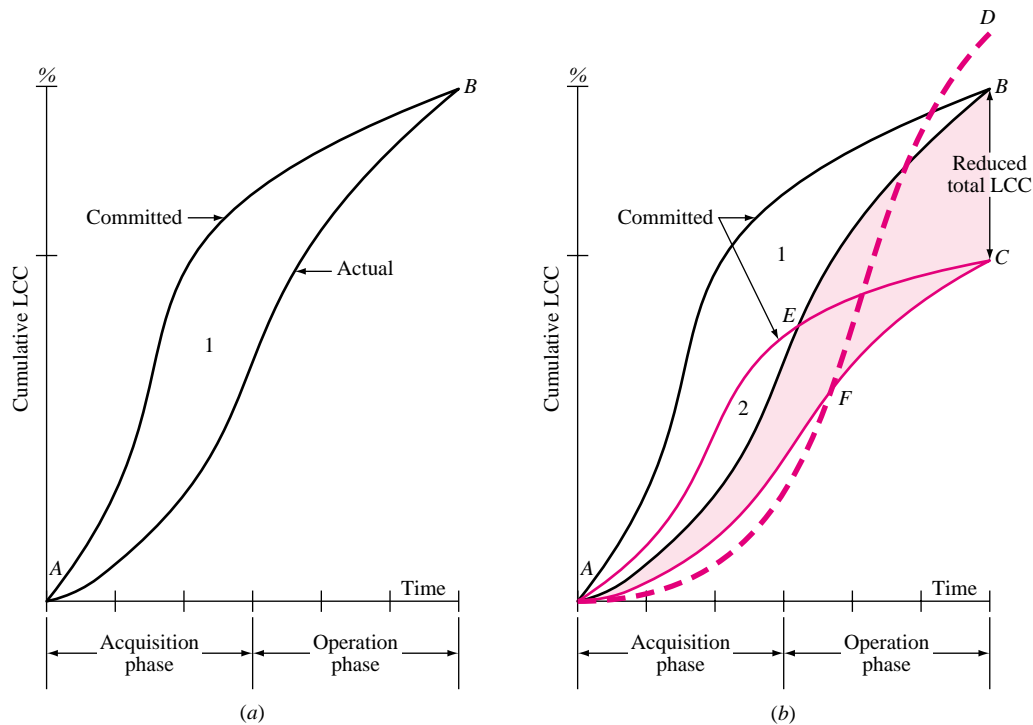 %
B
Committed
Actual
1
Cumulative LCC
A
Time
Acquisition
phase
Operation
phase
(a)
D
%
B
Reduced
total LCC
Committed
1
C
E
Cumulative LCC
2
F
A
Time
Acquisition
phase
Operation
phase
(b)